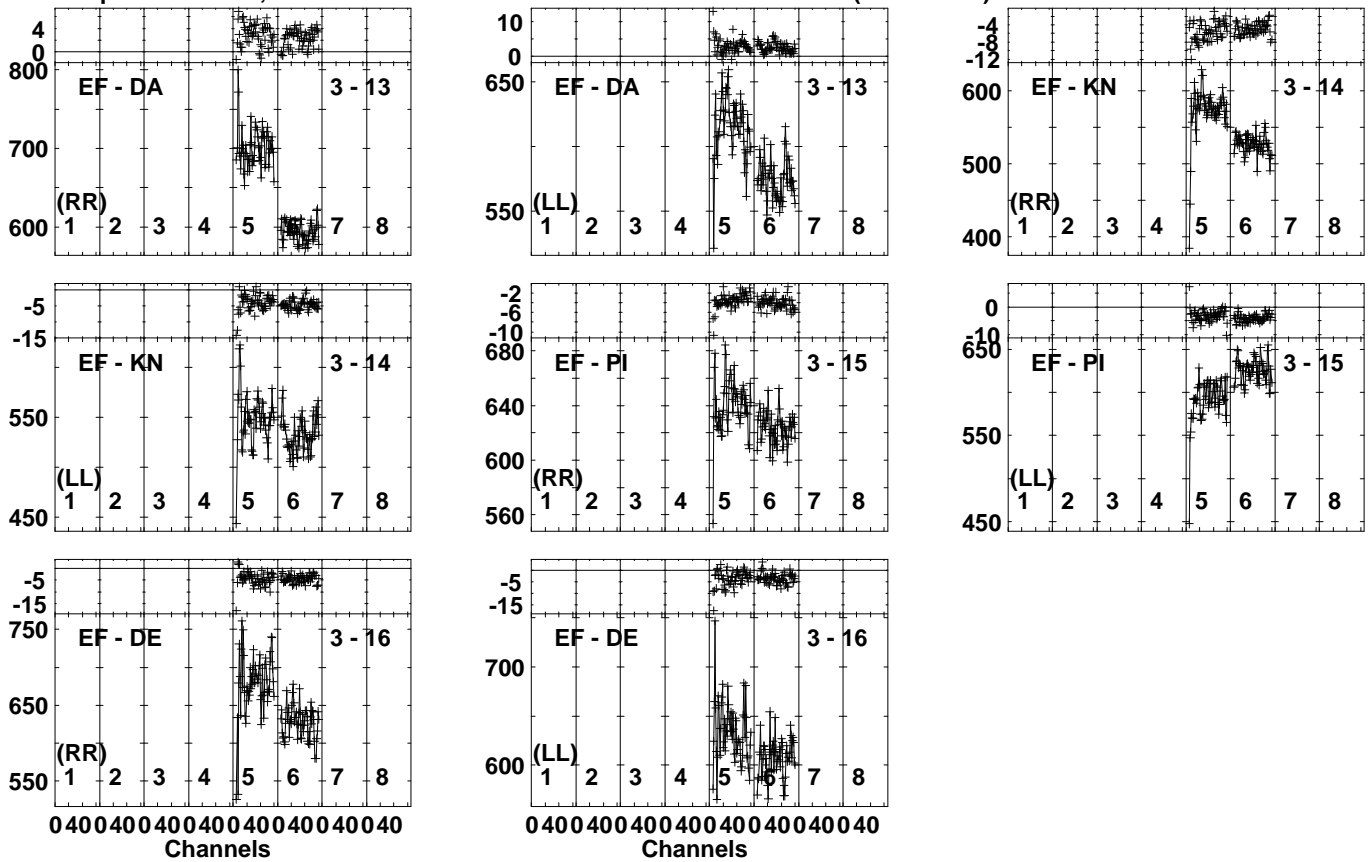 4
0
800
EF - DA 3 - 13
700
600
(RR)
1 2 3 4 5 6 7 8
10
0
650
EF - DA 3 - 13
550
(LL)
1 2 3 4 5 6 7 8
-4
-8
-12
600
EF - KN 3 - 14
500
400
(RR)
1 2 3 4 5 6 7 8
-5
-15
EF - KN 3 - 14
550
450
(LL)
1 2 3 4 5 6 7 8
-2
-6
-10
680
EF - PI 3 - 15
640
600
560
(RR)
1 2 3 4 5 6 7 8
0
-10
650
EF - PI 3 - 15
550
450
(LL)
1 2 3 4 5 6 7 8
-5
-15
750
EF - DE 3 - 16
650
550
(RR)
1 2 3 4 5 6 7 8
-5
-15
EF - DE 3 - 16
700
600
(LL)
1 2 3 4 5 6 7 8
0 40 0 40 0 40 0 40 0 40 0 40 0 40 0 40
Channels
0 40 0 40 0 40 0 40 0 40 0 40 0 40 0 40
Channels